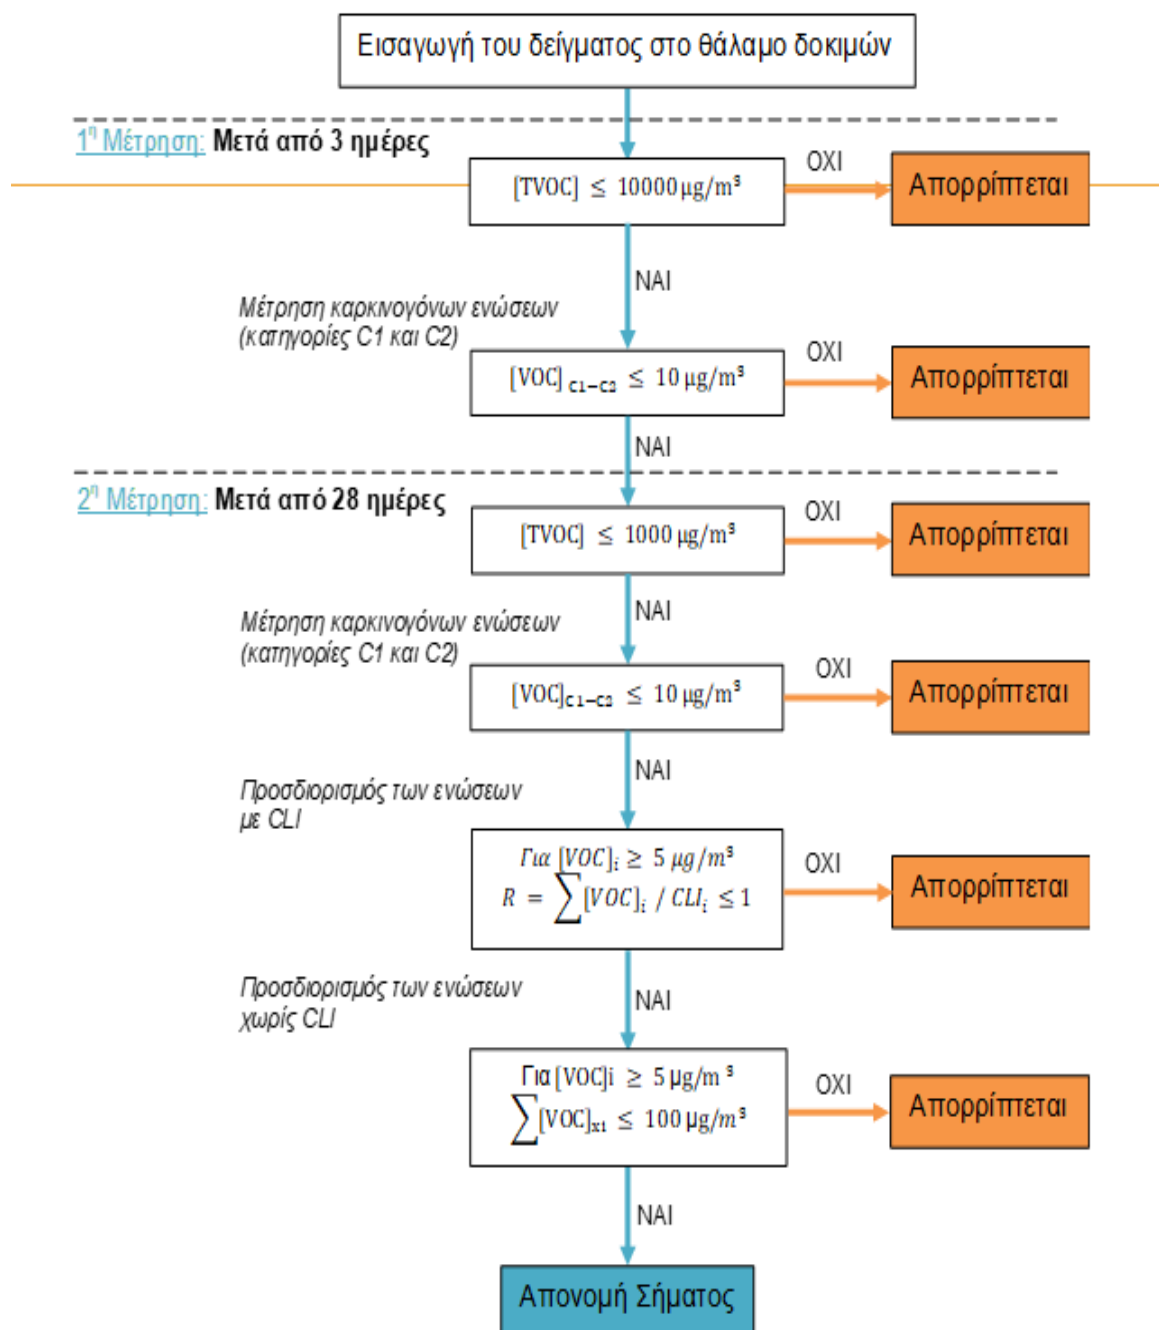 Εισαγωγή του δείγματος στο θάλαμο δοκιμών
1η Μέτρηση: Μετά από 3 ημέρες
[TVOC] ≤ 10000 μg/m³
ΟΧΙ
Απορρίπτεται
ΝΑΙ
Μέτρηση καρκινογόνων ενώσεων
(κατηγορίες C1 και C2)
[VOC] C1−C2 ≤ 10 μg/m³
ΟΧΙ
Απορρίπτεται
ΝΑΙ
2η Μέτρηση: Μετά από 28 ημέρες
[TVOC] ≤ 1000 μg/m³
ΟΧΙ
Απορρίπτεται
ΝΑΙ
Μέτρηση καρκινογόνων ενώσεων
(κατηγορίες C1 και C2)
[VOC]C1−C2 ≤ 10 μg/m³
ΟΧΙ
Απορρίπτεται
ΝΑΙ
Προσδιορισμός των ενώσεων
με CLI
Για [VOC]i ≥ 5 μg/m³
R = ∑[VOC]i / CLIi ≤ 1
ΟΧΙ
Απορρίπτεται
ΝΑΙ
Προσδιορισμός των ενώσεων
χωρίς CLI
Για [VOC]i ≥ 5 μg/m³
∑[VOC]xi ≤ 100 μg/m³
ΟΧΙ
Απορρίπτεται
ΝΑΙ
Απονομή Σήματος